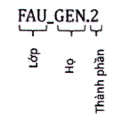 FAU_GEN.2
Lớp
Họ
Thành phần